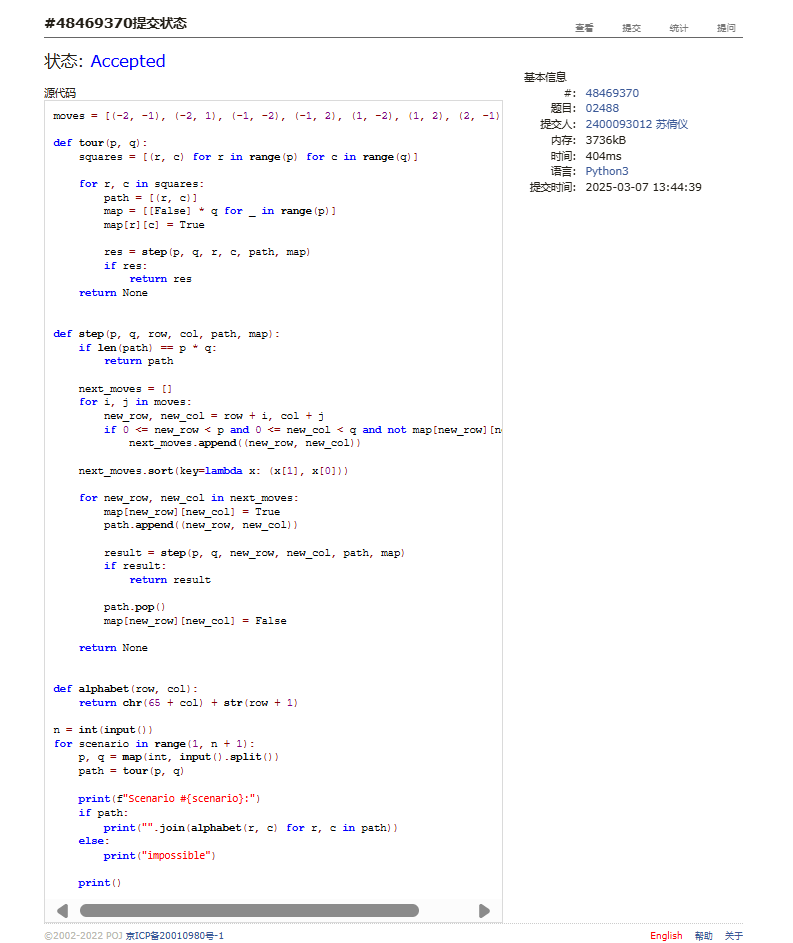 #48469370提交状态
查看 提交 统计 提问
状态: Accepted
源代码
moves = [(-2, -1), (-2, 1), (-1, -2), (-1, 2), (1, -2), (1, 2), (2, -1)
def tour(p, q):
    squares = [(r, c) for r in range(p) for c in range(q)]
    for r, c in squares:
        path = [(r, c)]
        map = [[False] * q for _ in range(p)]
        map[r][c] = True
        res = step(p, q, r, c, path, map)
        if res:
            return res
    return None
def step(p, q, row, col, path, map):
    if len(path) == p * q:
        return path
    next_moves = []
    for i, j in moves:
        new_row, new_col = row + i, col + j
        if 0 <= new_row < p and 0 <= new_col < q and not map[new_row][n
            next_moves.append((new_row, new_col))
    next_moves.sort(key=lambda x: (x[1], x[0]))
    for new_row, new_col in next_moves:
        map[new_row][new_col] = True
        path.append((new_row, new_col))
        result = step(p, q, new_row, new_col, path, map)
        if result:
            return result
        path.pop()
        map[new_row][new_col] = False
    return None
def alphabet(row, col):
    return chr(65 + col) + str(row + 1)
n = int(input())
for scenario in range(1, n + 1):
    p, q = map(int, input().split())
    path = tour(p, q)
    print(f"Scenario #{scenario}:")
    if path:
        print("".join(alphabet(r, c) for r, c in path))
    else:
        print("impossible")
    print()
基本信息
#: 48469370
题目: 02488
提交人: 2400093012 苏倩仪
内存: 3736kB
时间: 404ms
语言: Python3
提交时间: 2025-03-07 13:44:39
©2002-2022 POJ 京ICP备20010980号-1
English 帮助 关于